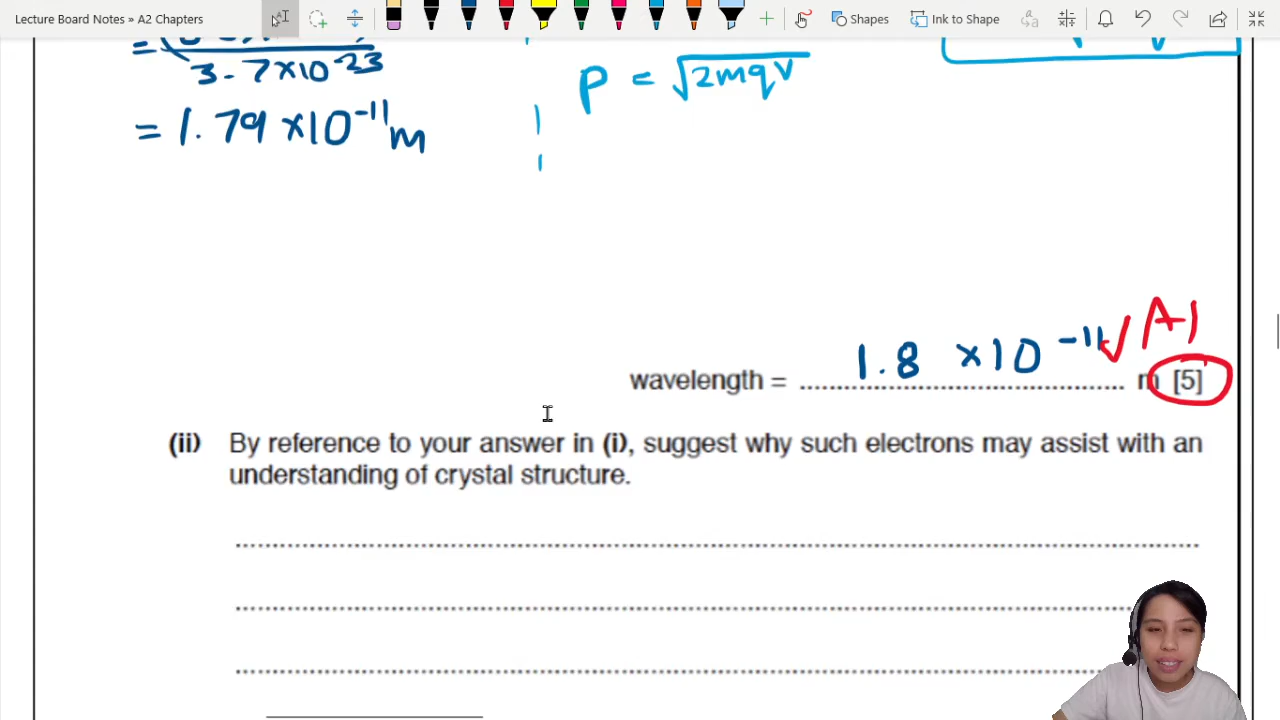 Lecture Board Notes » A2 Chapters
Shapes
Ink to Shape
=
3.7×10-23
= 1.79 ×10-11 m
p = √2mqV
1.8 ×10-11 ✓ A1
wavelength = .................................................. m [5]
(ii) By reference to your answer in (i), suggest why such electrons may assist with an
understanding of crystal structure.